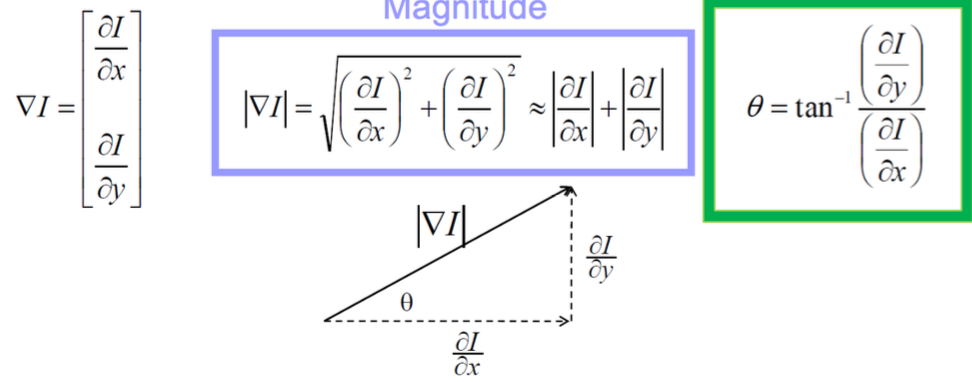 Magnitude
∇I = [∂I/∂x ∂I/∂y]
|∇I| = √((∂I/∂x)² + (∂I/∂y)²) ≈ |∂I/∂x| + |∂I/∂y|
θ = tan⁻¹ (∂I/∂y)/(∂I/∂x)
|∇I|
∂I/∂y
θ
∂I/∂x